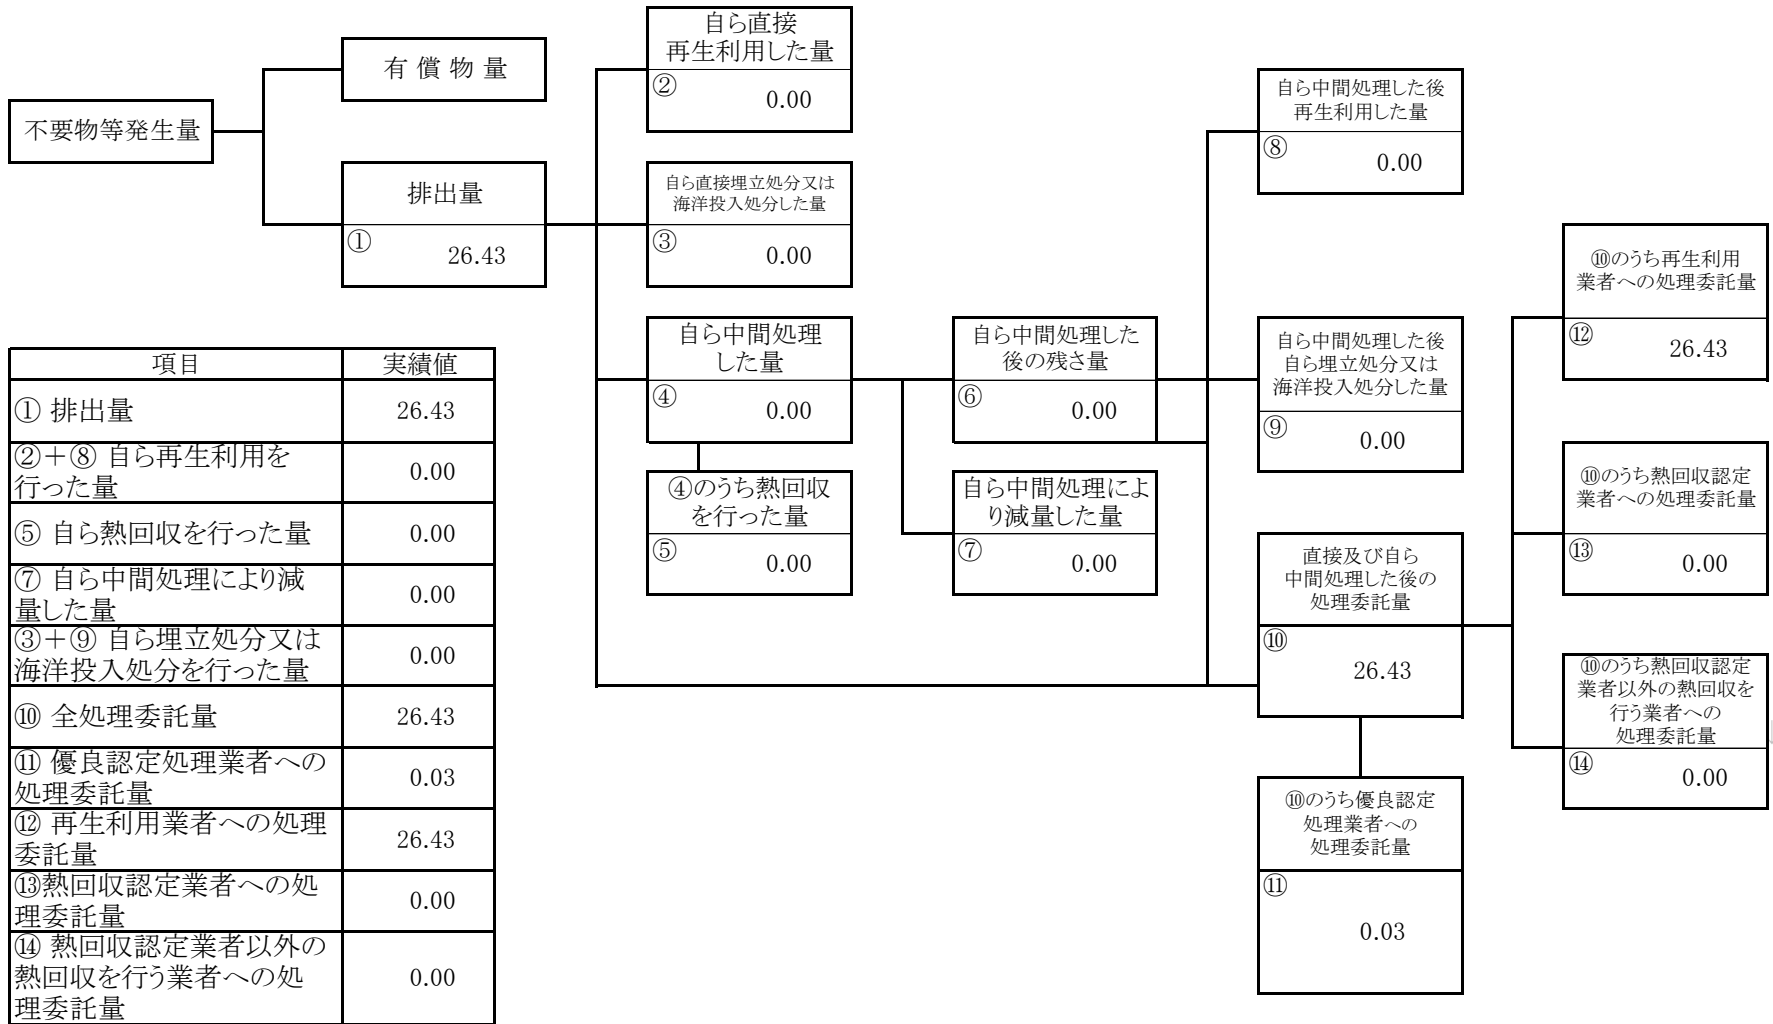 不要物等発生量
有 償 物 量
排出量
①
26.43
自ら直接
再生利用した量
②
0.00
自ら直接埋立処分又は
海洋投入処分した量
③
0.00
自ら中間処理
した量
④
0.00
④のうち熱回収
を行った量
⑤
0.00
自ら中間処理した
後の残さ量
⑥
0.00
自ら中間処理によ
り減量した量
⑦
0.00
自ら中間処理した後
再生利用した量
⑧
0.00
自ら中間処理した後
自ら埋立処分又は
海洋投入処分した量
⑨
0.00
直接及び自ら
中間処理した後の
処理委託量
⑩
26.43
⑩のうち優良認定
処理業者への
処理委託量
⑪
0.03
⑩のうち再生利用
業者への処理委託量
⑫
26.43
⑩のうち熱回収認定
業者への処理委託量
⑬
0.00
⑩のうち熱回収認定
業者以外の熱回収を
行う業者への
処理委託量
⑭
0.00
項目 実績値
① 排出量 26.43
②＋⑧ 自ら再生利用を
行った量 0.00
⑤ 自ら熱回収を行った量 0.00
⑦ 自ら中間処理により減
量した量 0.00
③＋⑨ 自ら埋立処分又は
海洋投入処分を行った量 0.00
⑩ 全処理委託量 26.43
⑪ 優良認定処理業者への
処理委託量 0.03
⑫ 再生利用業者への処理
委託量 26.43
⑬熱回収認定業者への処
理委託量 0.00
⑭ 熱回収認定業者以外の
熱回収を行う業者への処
理委託量 0.00